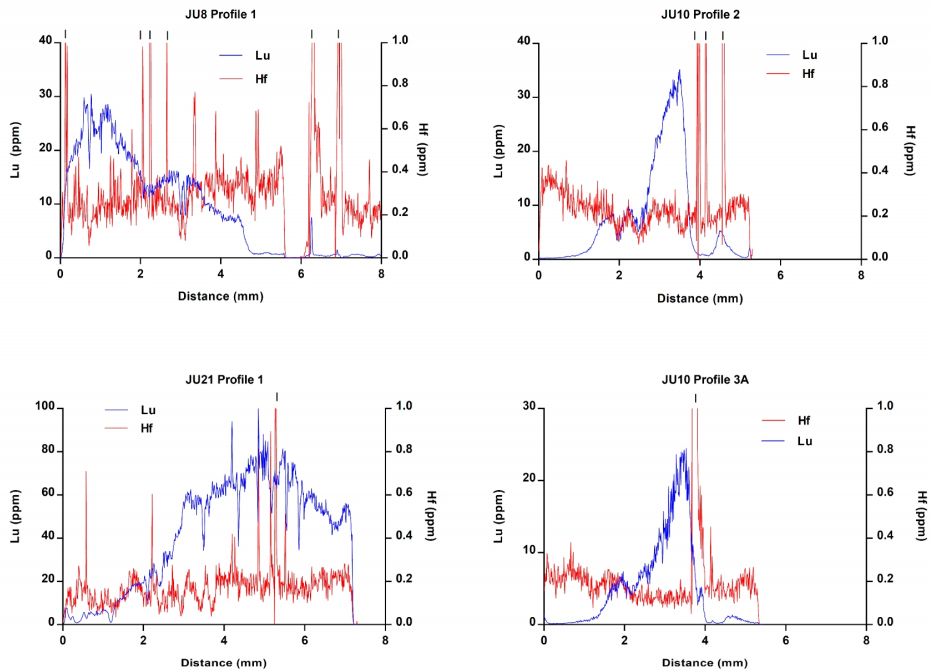 JU8 Profile 1
40
30
20
10
0
Lu (ppm)
1.0
0.8
0.6
0.4
0.2
0.0
Hf (ppm)
Lu
Hf
0 2 4 6 8
Distance (mm)
JU10 Profile 2
40
30
20
10
0
Lu (ppm)
1.0
0.8
0.6
0.4
0.2
0.0
Hf (ppm)
Lu
Hf
0 2 4 6 8
Distance (mm)
JU21 Profile 1
100
80
60
40
20
0
Lu (ppm)
1.0
0.8
0.6
0.4
0.2
0.0
Hf (ppm)
Lu
Hf
0 2 4 6 8
Distance (mm)
JU10 Profile 3A
30
20
10
0
Lu (ppm)
1.0
0.8
0.6
0.4
0.2
0.0
Hf (ppm)
Hf
Lu
0 2 4 6 8
Distance (mm)